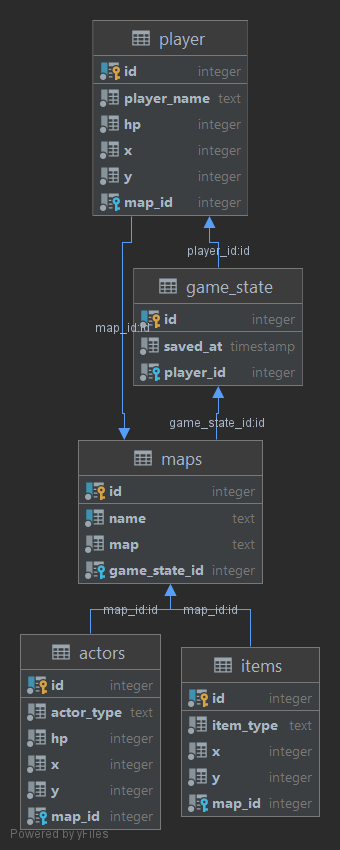 player
id integer
player_name text
hp integer
x integer
y integer
map_id integer
player_id:id
game_state
id integer
map_id:id
saved_at timestamp
player_id integer
game_state_id:id
maps
id integer
name text
map text
game_state_id integer
map_id:id map_id:id
actors
id integer
actor_type text
hp integer
x integer
y integer
map_id integer
items
id integer
item_type text
x integer
y integer
map_id integer
Powered by yFiles